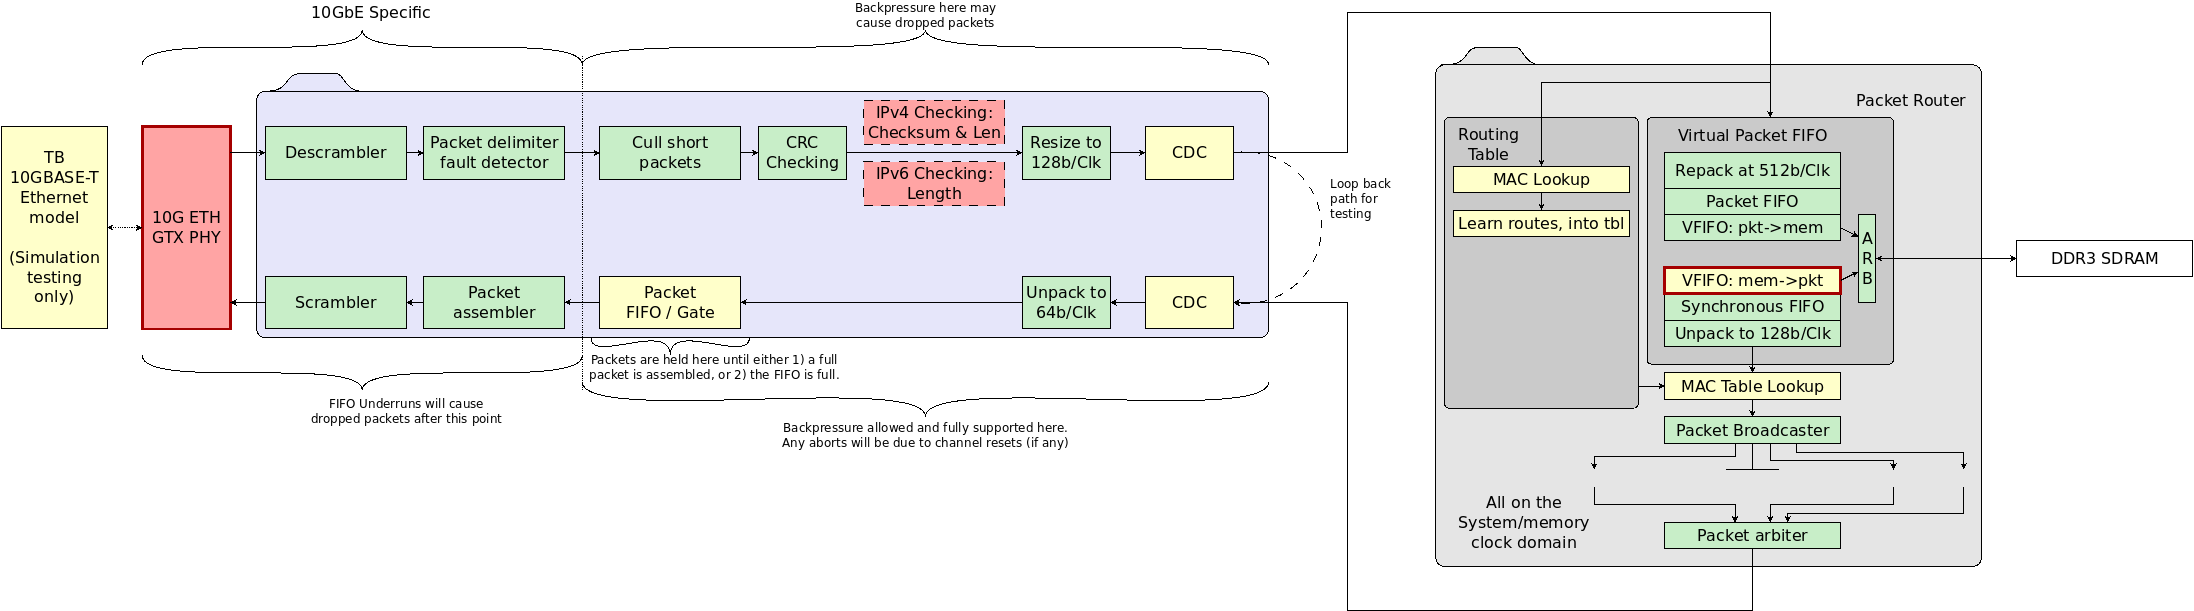 10GbE Specific
Backpressure here may
cause dropped packets
TB
10GBASE-T
Ethernet
model
(Simulation
testing
only)
10G ETH
GTX PHY
Descrambler
Packet delimiter
fault detector
Cull short
packets
CRC
Checking
IPv4 Checking:
Checksum & Len
IPv6 Checking:
Length
Resize to
128b/Clk
CDC
Loop back
path for
testing
Scrambler
Packet
assembler
Packet
FIFO / Gate
Unpack to
64b/Clk
CDC
Packets are held here until either 1) a full
packet is assembled, or 2) the FIFO is full.
FIFO Underruns will cause
dropped packets after this point
Backpressure allowed and fully supported here.
Any aborts will be due to channel resets (if any)
Packet Router
Routing
Table
MAC Lookup
Learn routes, into tbl
Virtual Packet FIFO
Repack at 512b/Clk
Packet FIFO
VFIFO: pkt->mem
A
R
B
VFIFO: mem->pkt
Synchronous FIFO
Unpack to 128b/Clk
DDR3 SDRAM
MAC Table Lookup
Packet Broadcaster
All on the
System/memory
clock domain
Packet arbiter